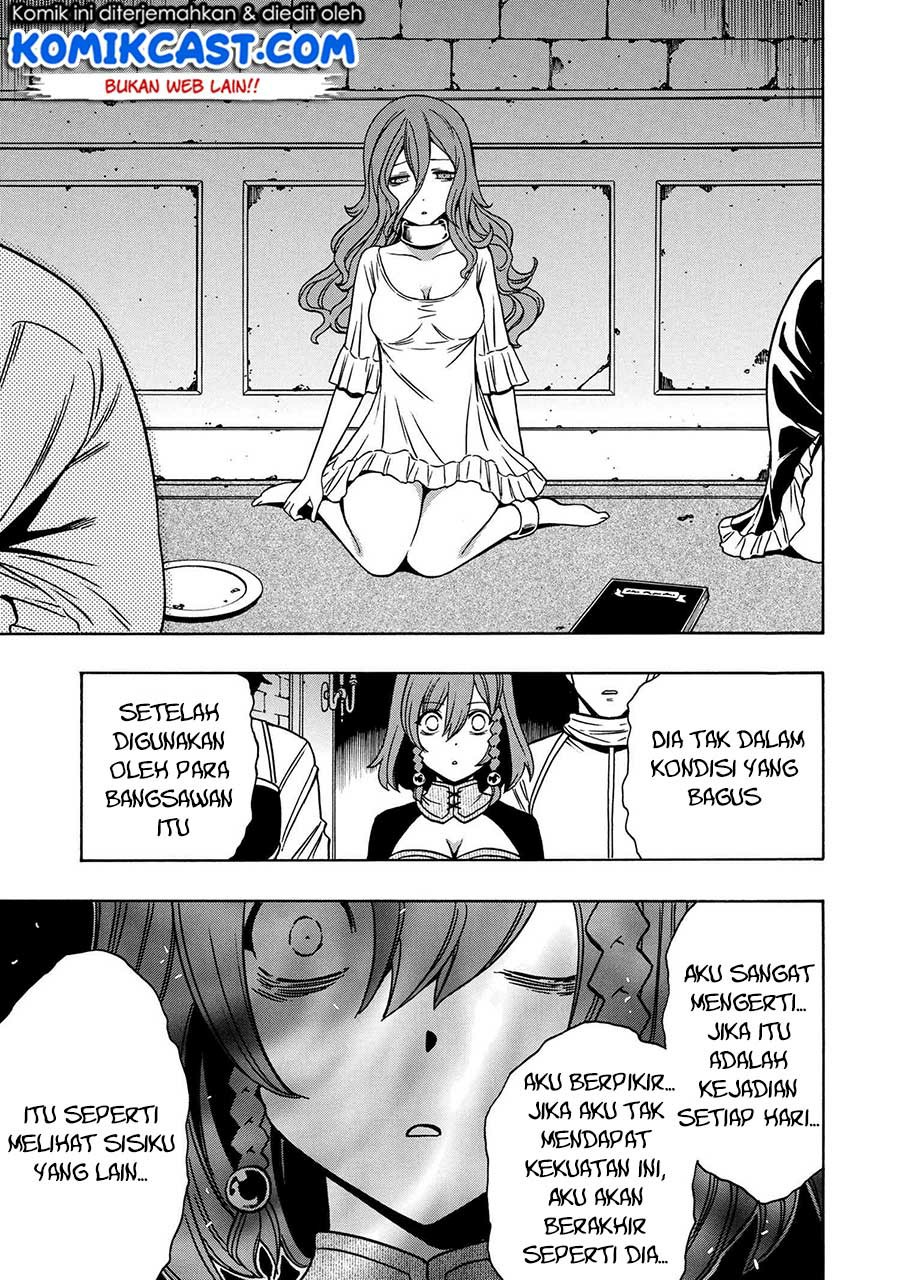 Komik ini diterjemahkan & diedit oleh
KOMIKCAST.COM
BUKAN WEB LAIN!!
DIA TAK DALAM
KONDISI YANG
BAGUS
SETELAH
DIGUNAKAN
OLEH PARA
BANGSAWAN
ITU
AKU SANGAT
MENGERTI...
JIKA ITU
ADALAH
KEJADIAN
SETIAP HARI...
AKU BERPIKIR...
JIKA AKU TAK
MENDAPAT
KEKUATAN INI,
AKU AKAN
BERAKHIR
SEPERTI DIA...
ITU SEPERTI
MELIHAT SISIKU
YANG LAIN...